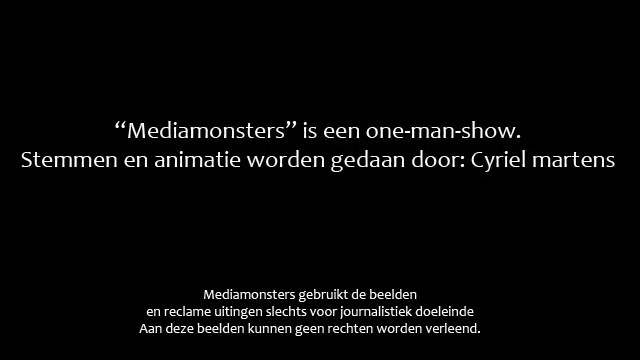 “Mediamonsters” is een one-man-show.
Stemmen en animatie worden gedaan door: Cyriel martens
Mediamonsters gebruikt de beelden
en reclame uitingen slechts voor journalistiek doeleinde
Aan deze beelden kunnen geen rechten worden verleend.